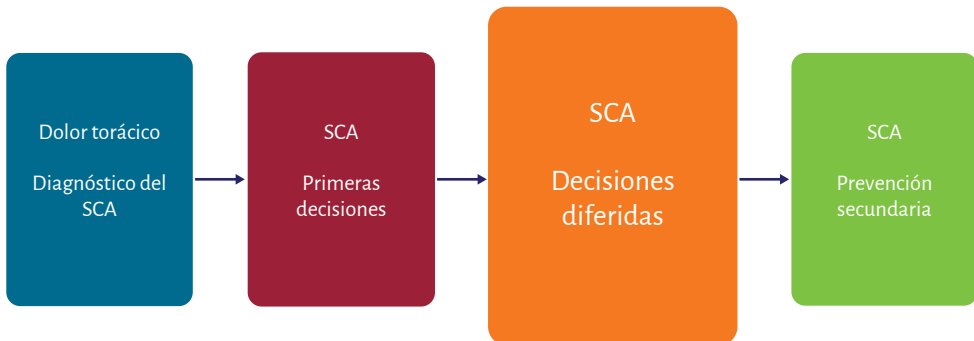 Dolor torácico
Diagnóstico del
SCA
SCA
Primeras
decisiones
SCA
Decisiones
diferidas
SCA
Prevención
secundaria